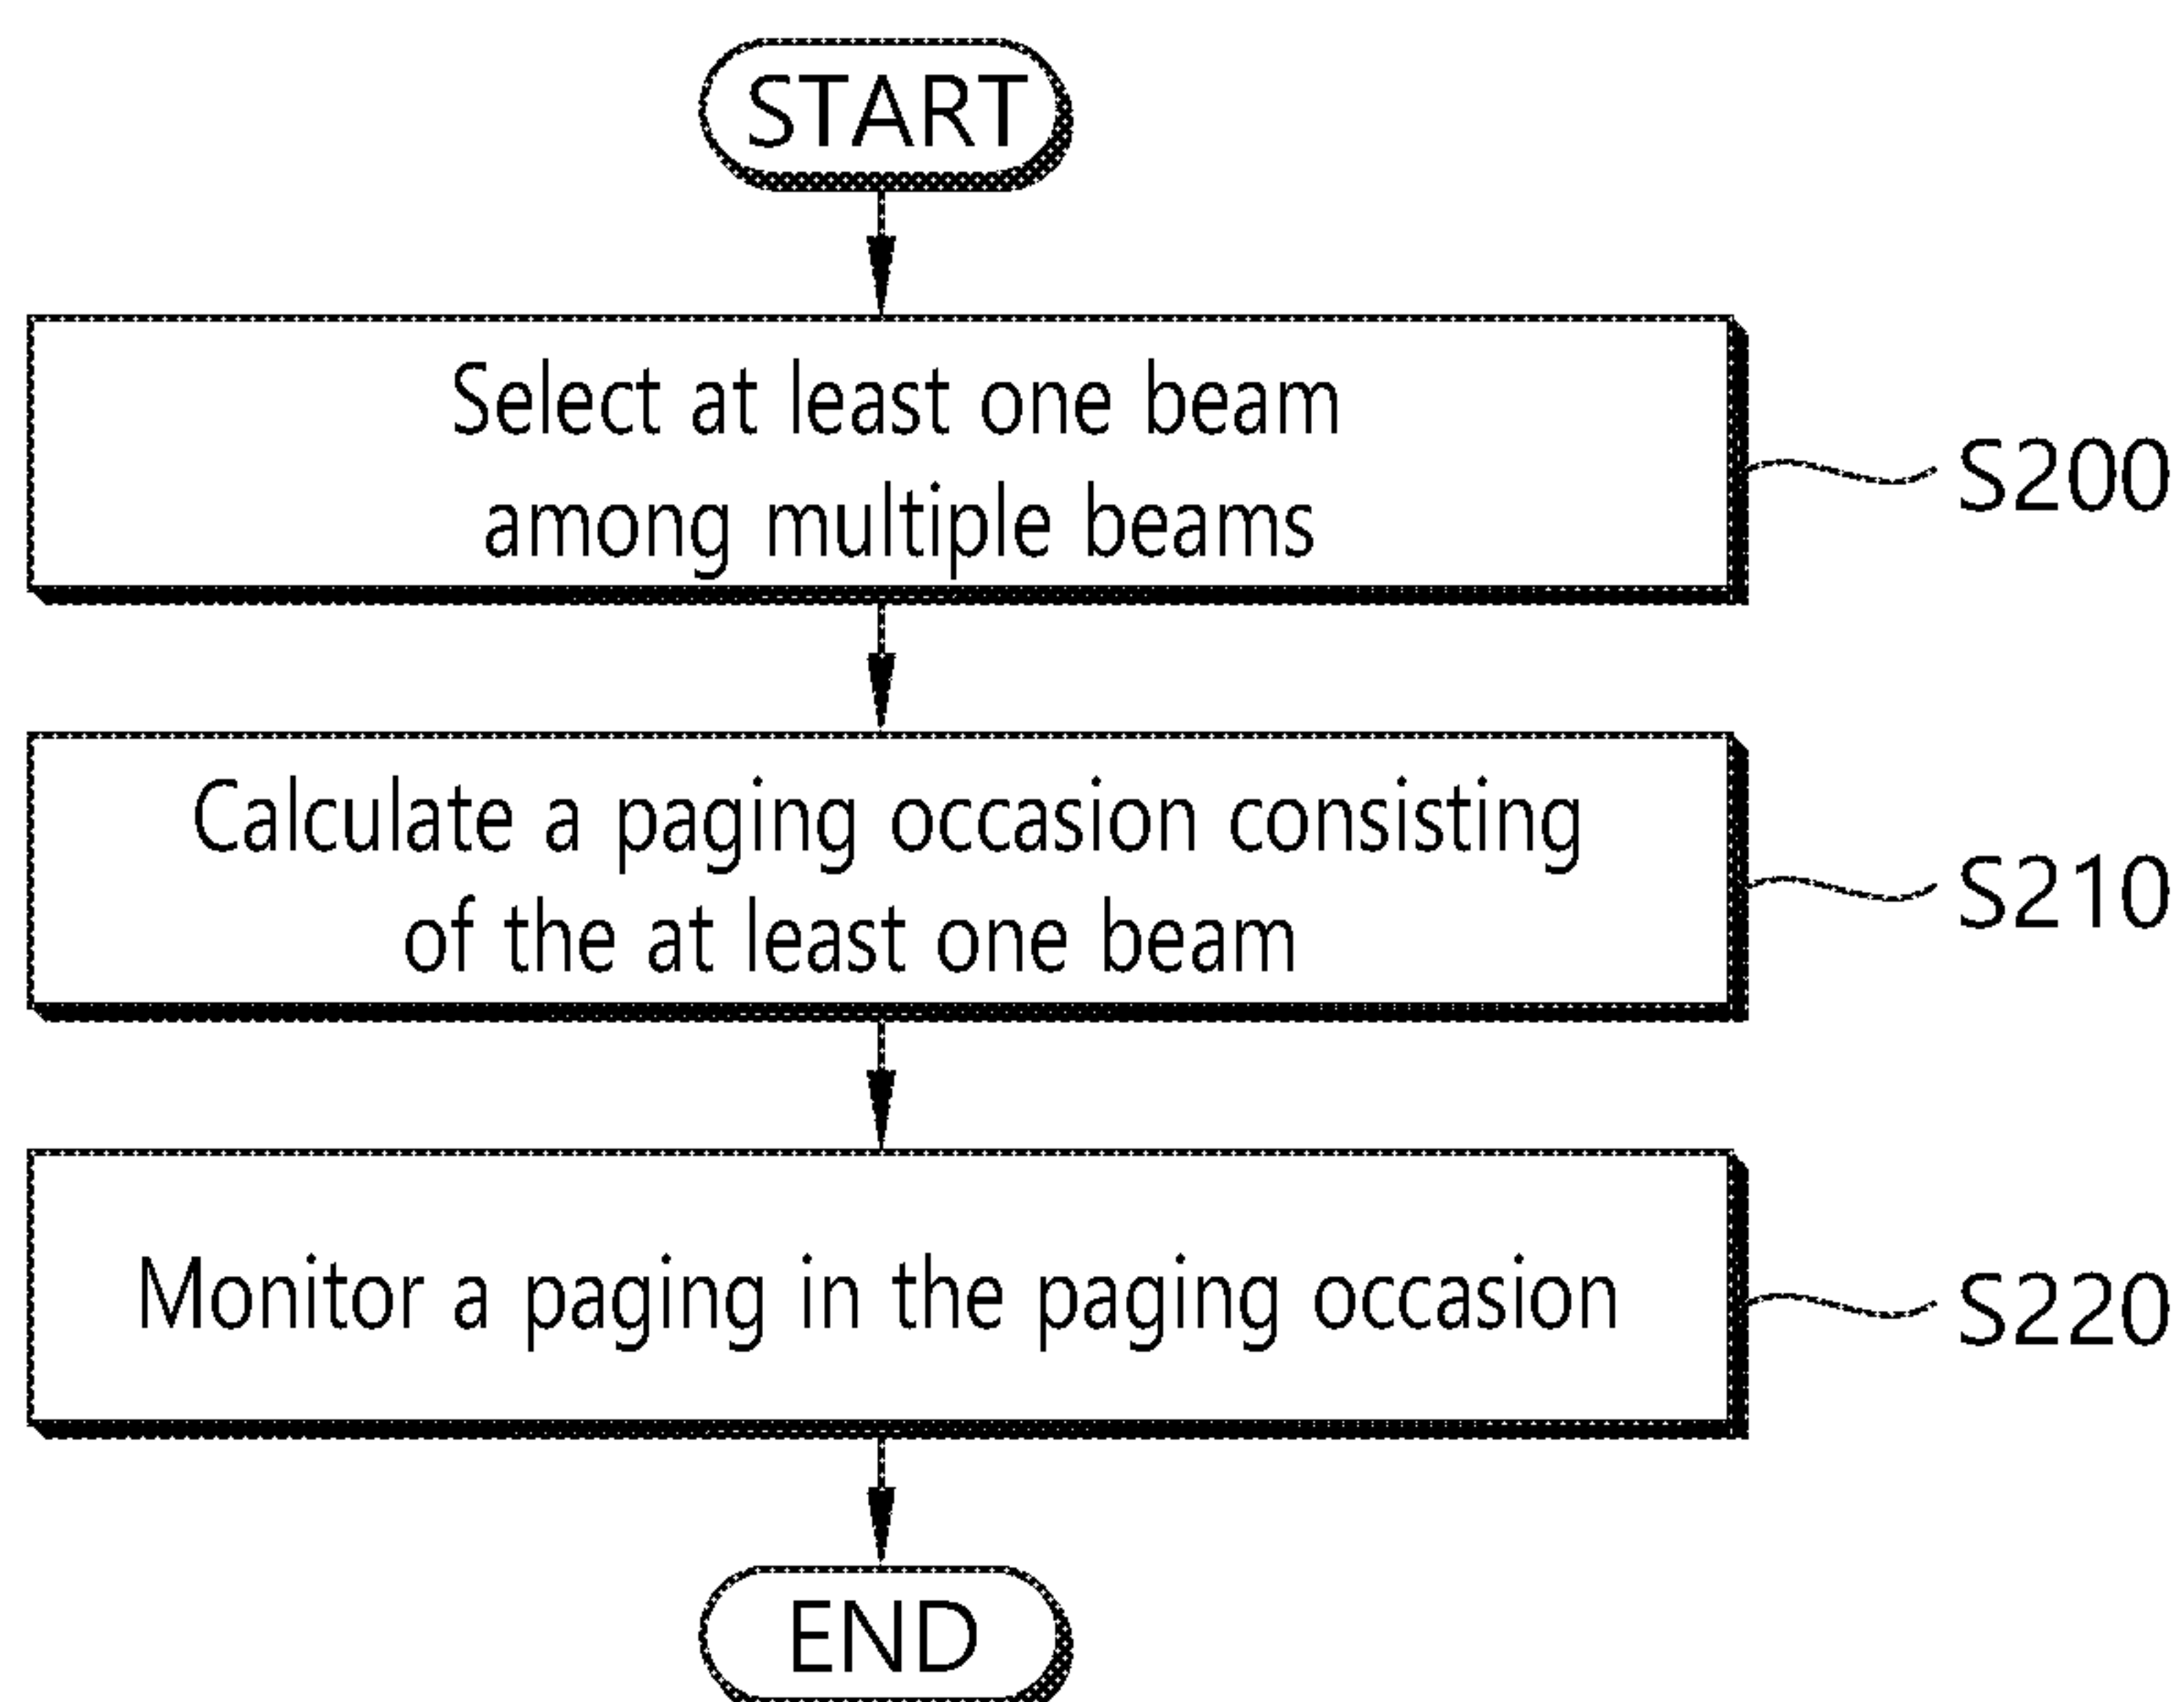 START
Select at least one beam
among multiple beams
S200
Calculate a paging occasion consisting
of the at least one beam
S210
Monitor a paging in the paging occasion
S220
END